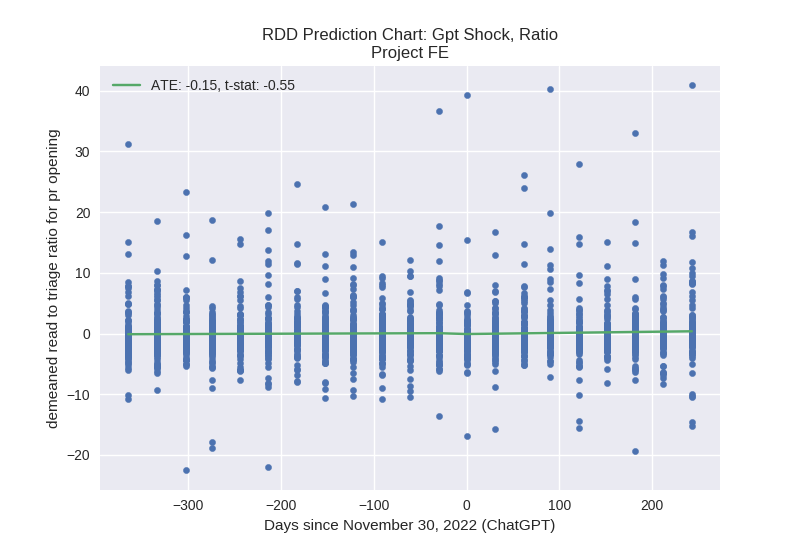 RDD Prediction Chart: Gpt Shock, Ratio
Project FE
ATE: -0.15, t-stat: -0.55
demeaned read to triage ratio for pr opening
40
30
20
10
0
−10
−20
−300
−200
−100
0
100
200
Days since November 30, 2022 (ChatGPT)